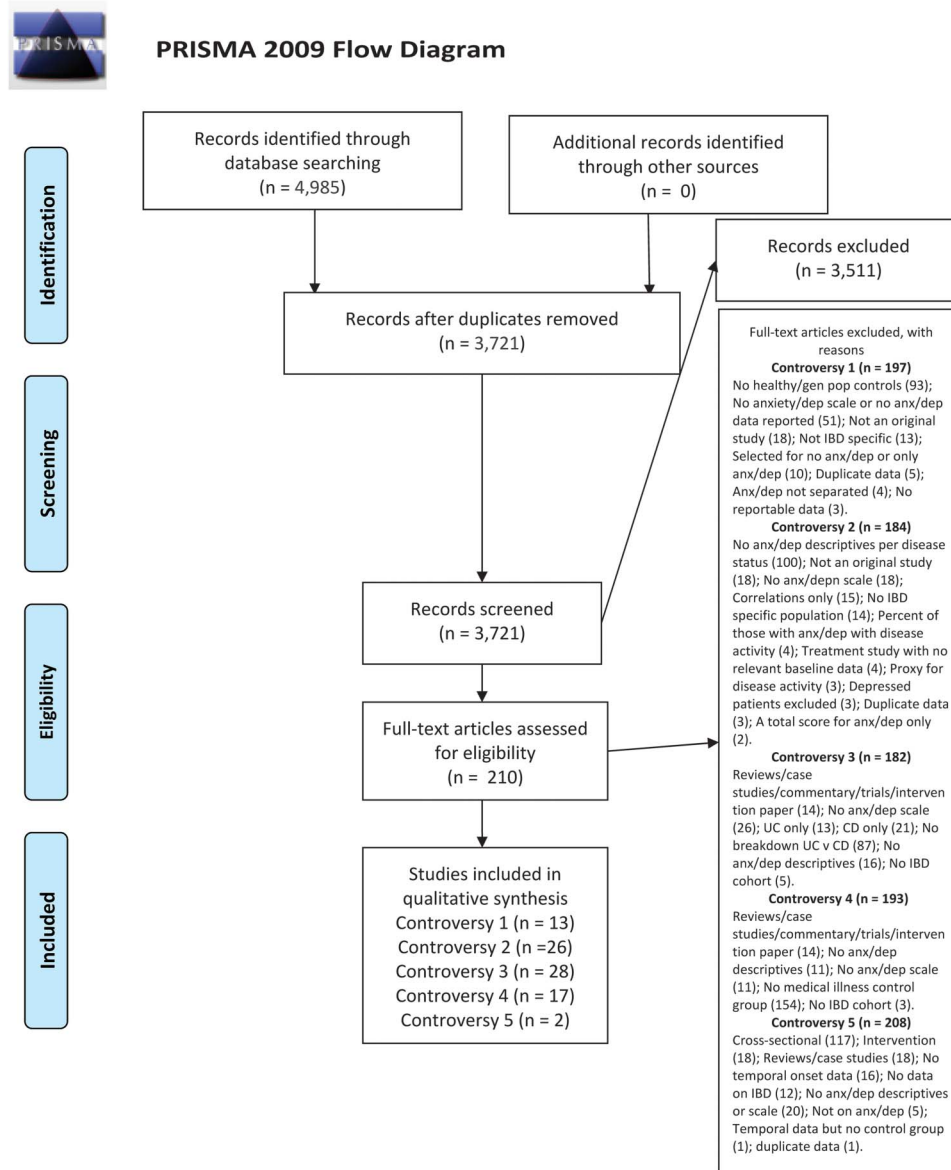 PRISMA
PRISMA 2009 Flow Diagram
Identification
Screening
Eligibility
Included
Records identified through
database searching
(n = 4,985)
Additional records identified
through other sources
(n = 0)
Records after duplicates removed
(n = 3,721)
Records excluded
(n = 3,511)
Records screened
(n = 3,721)
Full-text articles assessed
for eligibility
(n = 210)
Full-text articles excluded, with
reasons
Controversy 1 (n = 197)
No healthy/gen pop controls (93);
No anxiety/dep scale or no anx/dep
data reported (51); Not an original
study (18); Not IBD specific (13);
Selected for no anx/dep or only
anx/dep (10); Duplicate data (5);
Anx/dep not separated (4); No
reportable data (3).
Controversy 2 (n = 184)
No anx/dep descriptives per disease
status (100); Not an original study
(18); No anx/depn scale (18);
Correlations only (15); No IBD
specific population (14); Percent of
those with anx/dep with disease
activity (4); Treatment study with no
relevant baseline data (4); Proxy for
disease activity (3); Depressed
patients excluded (3); Duplicate data
(3); A total score for anx/dep only
(2).
Controversy 3 (n = 182)
Reviews/case
studies/commentary/trials/interven
tion paper (14); No anx/dep scale
(26); UC only (13); CD only (21); No
breakdown UC v CD (87); No
anx/dep descriptives (16); No IBD
cohort (5).
Controversy 4 (n = 193)
Reviews/case
studies/commentary/trials/interven
tion paper (14); No anx/dep
descriptives (11); No anx/dep scale
(11); No medical illness control
group (154); No IBD cohort (3).
Controversy 5 (n = 208)
Cross-sectional (117); Intervention
(18); Reviews/case studies (18); No
temporal onset data (16); No data
on IBD (12); No anx/dep descriptives
or scale (20); Not on anx/dep (5);
Temporal data but no control group
(1); duplicate data (1).
Studies included in
qualitative synthesis
Controversy 1 (n = 13)
Controversy 2 (n =26)
Controversy 3 (n = 28)
Controversy 4 (n = 17)
Controversy 5 (n = 2)